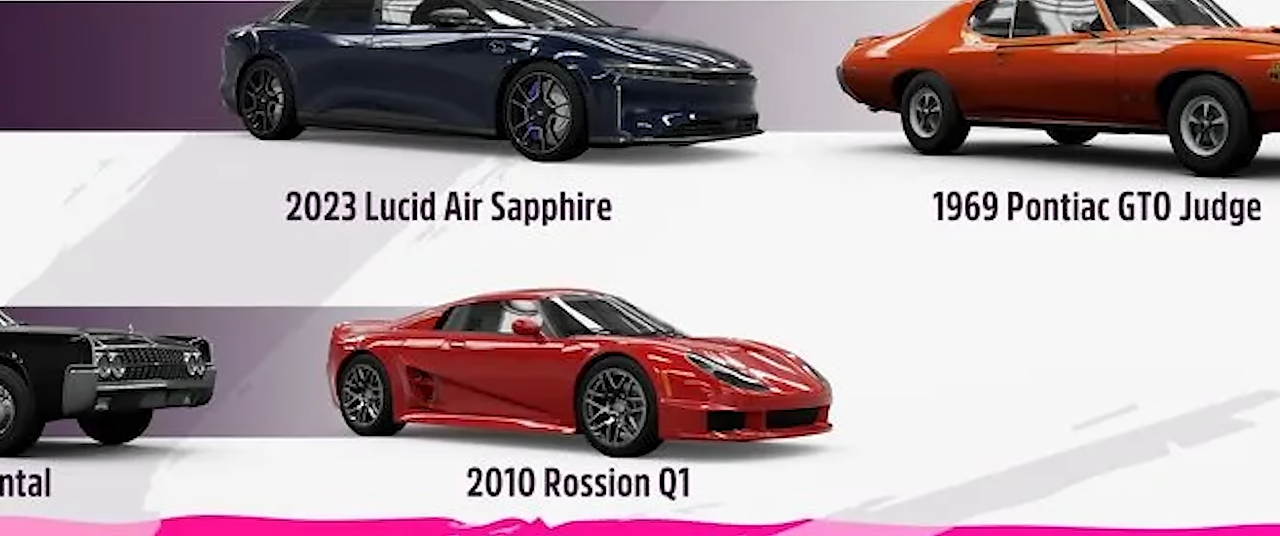 2023 Lucid Air Sapphire
1969 Pontiac GTO Judge
ntal
2010 Rossion Q1